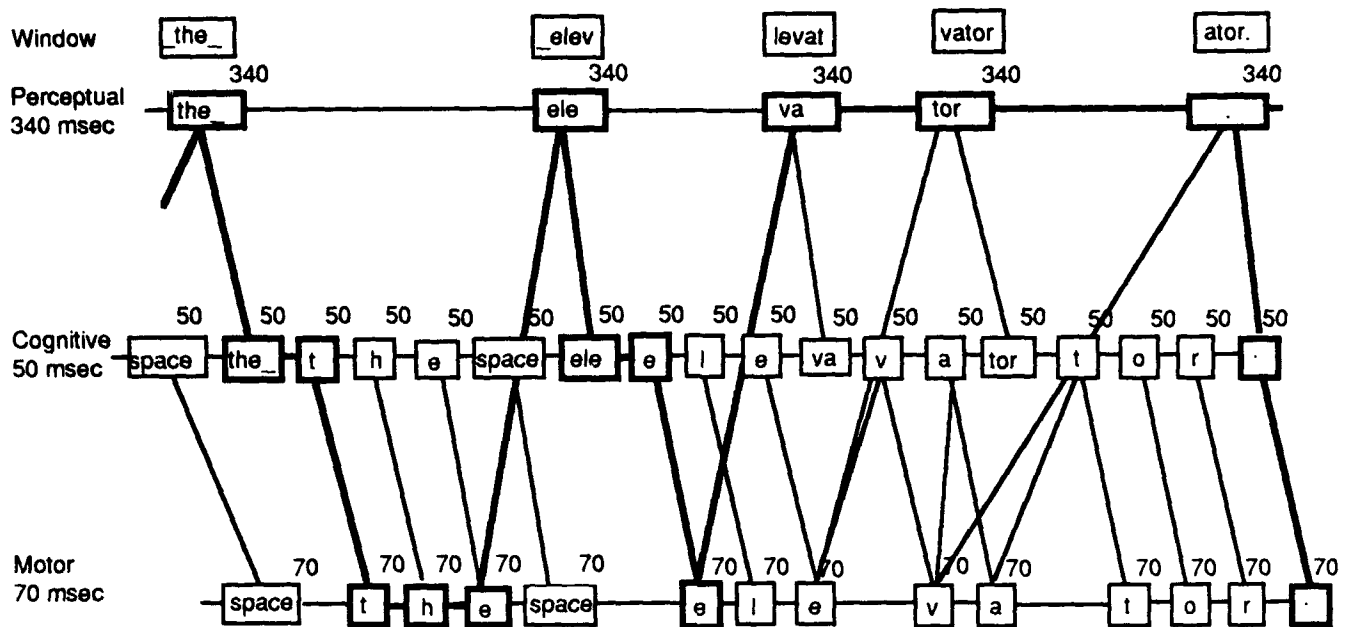 Window _the_ _elev levat vator ator.
340 340 340 340 340
Perceptual the_ ele va tor .
340 msec
50 50 50 50 50 50 50 50 50 50 50 50 50 50 50 50 50 50
Cognitive space the_ t h e space ele e l e va v a tor t o r .
50 msec
70 70 70 70 70 70 70 70 70 70 70 70 70 70
Motor space t h e space e l e v a t o r .
70 msec